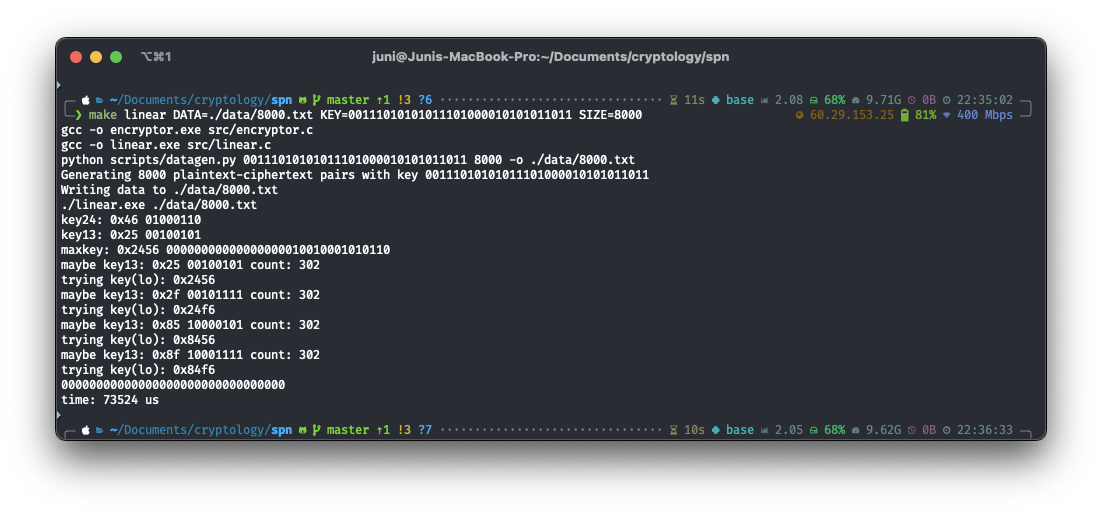 ⌥⌘1 juni@Junis-MacBook-Pro:~/Documents/cryptology/spn
~/Documents/cryptology/spn master ↑1 !3 ?6 11s base 2.08 68% 9.71G 0B 22:35:02
❯ make linear DATA=./data/8000.txt KEY=00111010101011101000010101011011 SIZE=8000 60.29.153.25 81% 400 Mbps
gcc -o encryptor.exe src/encryptor.c
gcc -o linear.exe src/linear.c
python scripts/datagen.py 00111010101011101000010101011011 8000 -o ./data/8000.txt
Generating 8000 plaintext-ciphertext pairs with key 00111010101011101000010101011011
Writing data to ./data/8000.txt
./linear.exe ./data/8000.txt
key24: 0x46 01000110
key13: 0x25 00100101
maxkey: 0x2456 00000000000000000010010001010110
maybe key13: 0x25 00100101 count: 302
trying key(lo): 0x2456
maybe key13: 0x2f 00101111 count: 302
trying key(lo): 0x24f6
maybe key13: 0x85 10000101 count: 302
trying key(lo): 0x8456
maybe key13: 0x8f 10001111 count: 302
trying key(lo): 0x84f6
00000000000000000000000000000000
time: 73524 us
~/Documents/cryptology/spn master ↑1 !3 ?7 10s base 2.05 68% 9.62G 0B 22:36:33